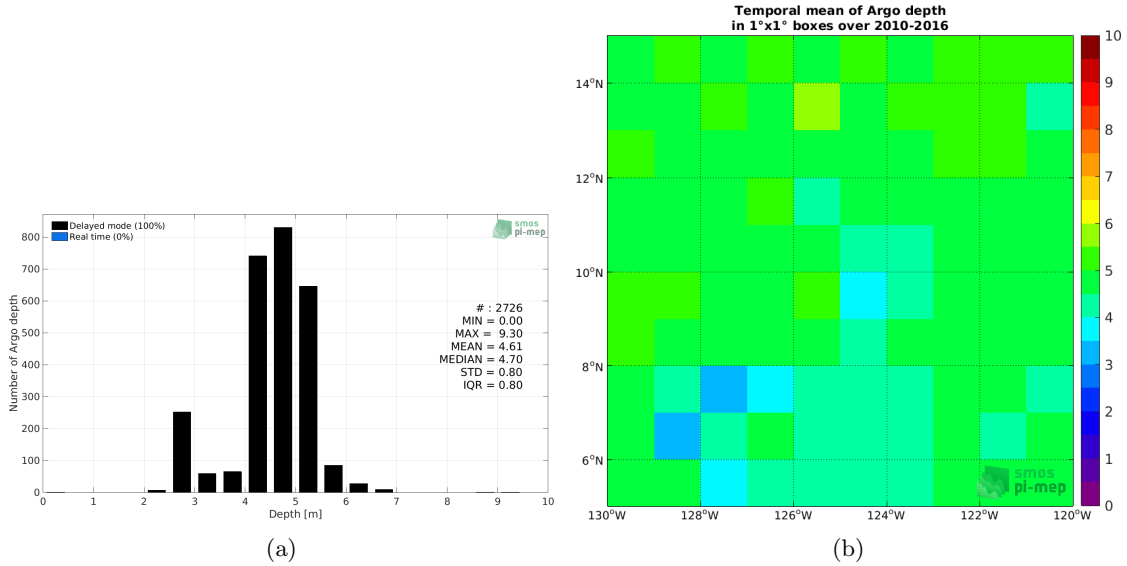 Delayed mode (100%)
Real time (0%)
smos
pi-mep
# : 2726
MIN = 0.00
MAX = 9.30
MEAN = 4.61
MEDIAN = 4.70
STD = 0.80
IQR = 0.80
Number of Argo depth
800
700
600
500
400
300
200
100
0
0 1 2 3 4 5 6 7 8 9 10
Depth [m]
(a)
Temporal mean of Argo depth
in 1°x1° boxes over 2010-2016
14°N
12°N
10°N
8°N
6°N
130°W 128°W 126°W 124°W 122°W 120°W
smos
pi-mep
10
9
8
7
6
5
4
3
2
1
0
(b)